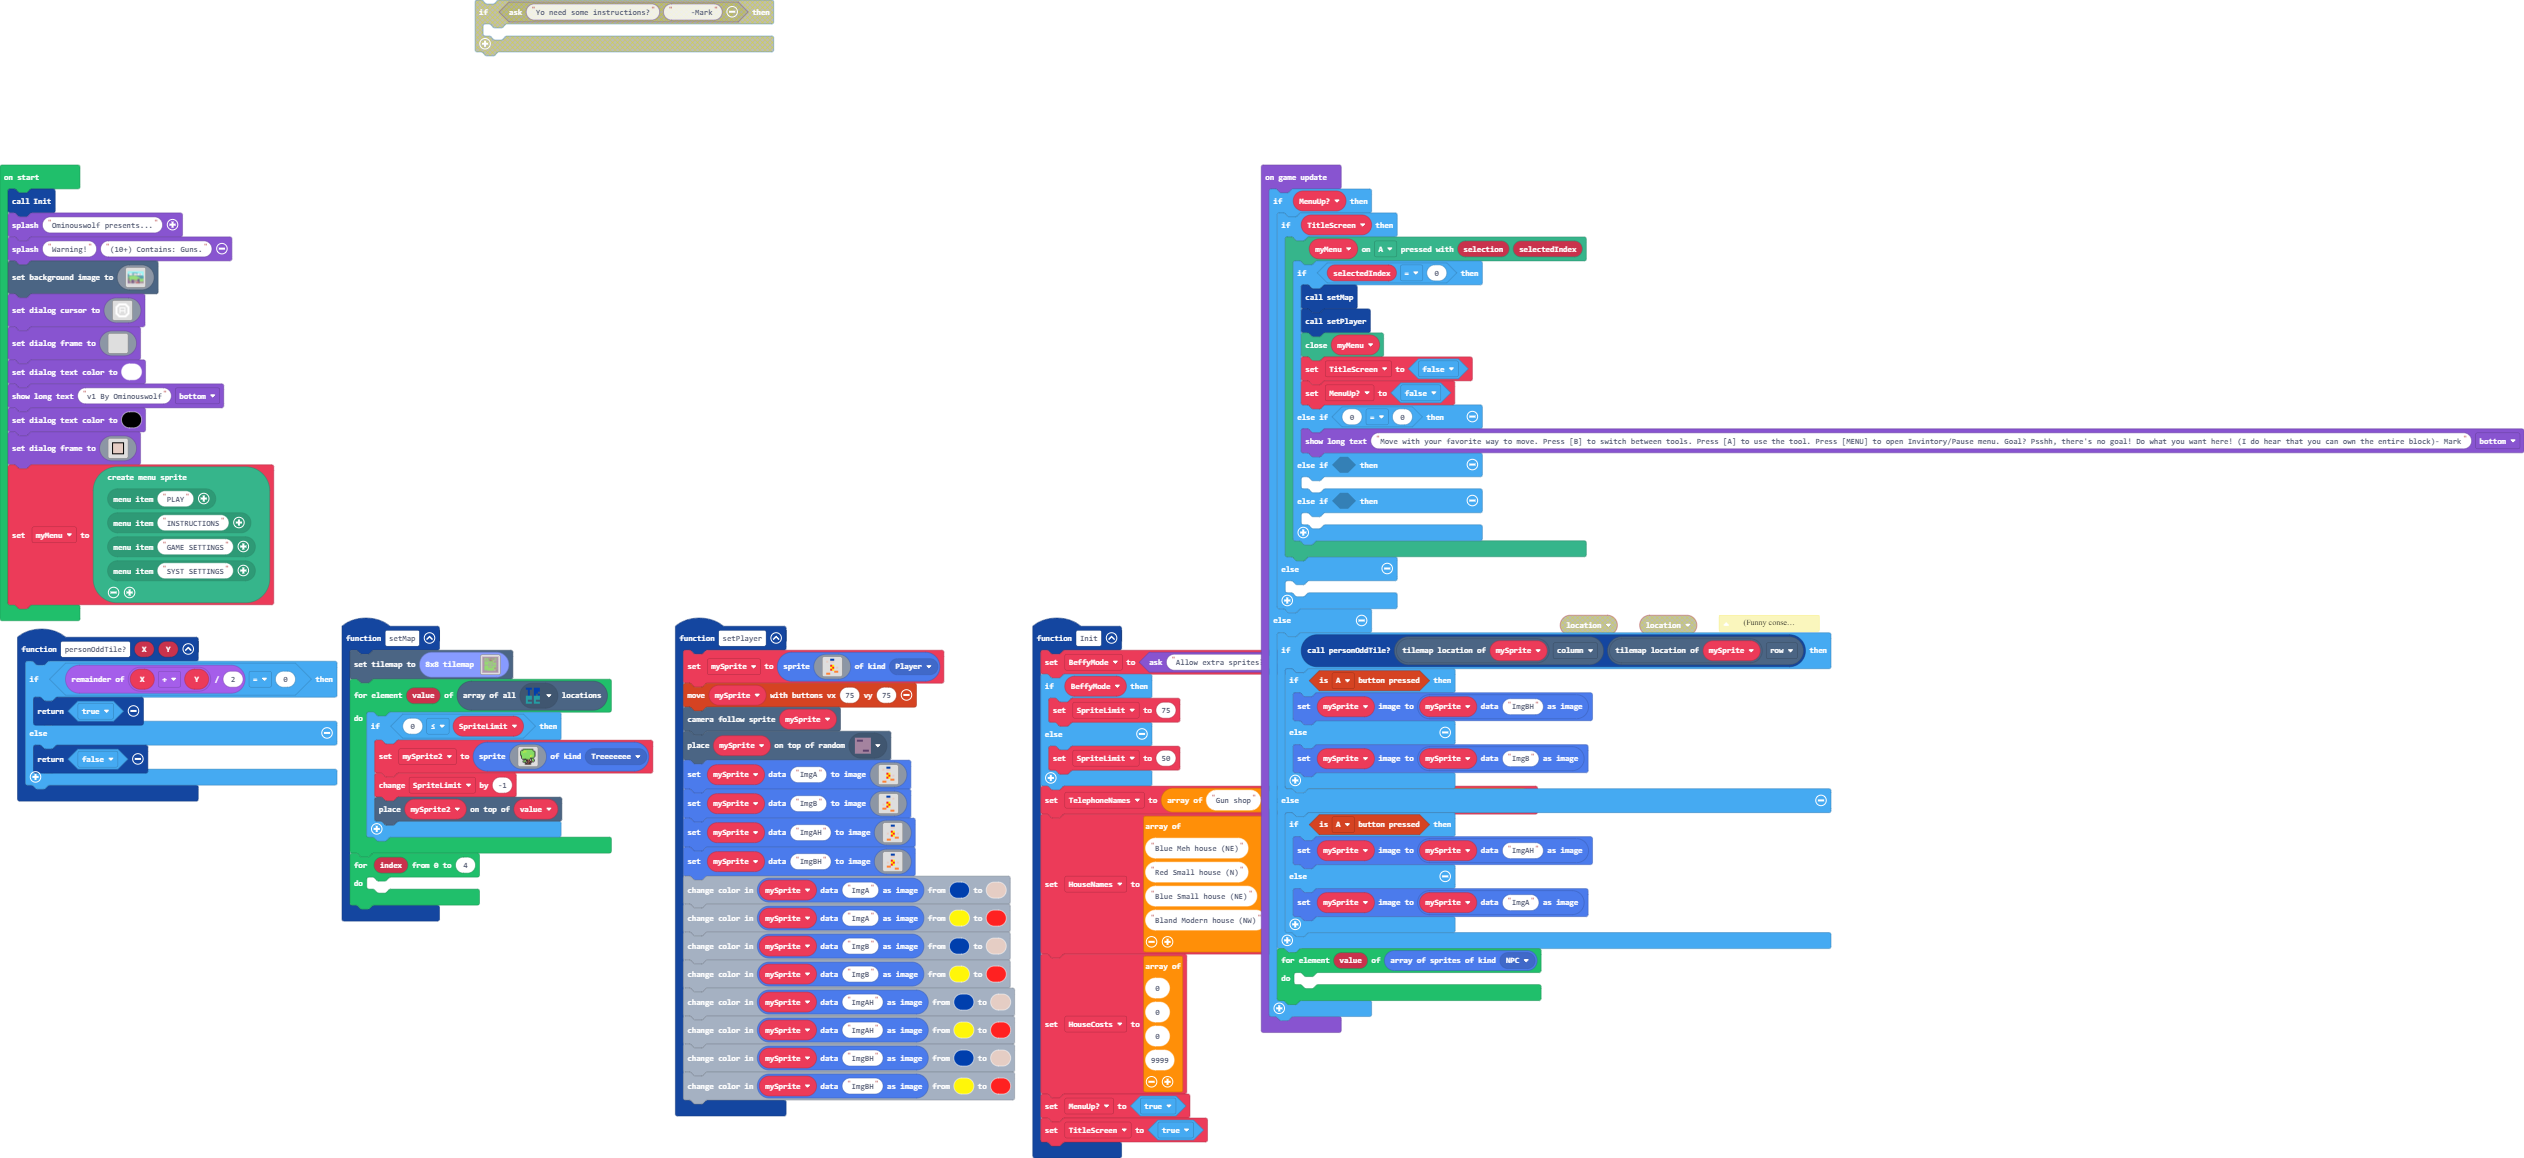 if ask "Yo need some instructions?" " -Mark" then
on start
call Init
splash "Ominouswolf presents..."
splash "Warning!" "(10+) Contains: Guns."
set background image to
set dialog cursor to
set dialog frame to
set dialog text color to
show long text "v1 By Ominouswolf" bottom
set dialog text color to
set dialog frame to
create menu sprite
menu item "PLAY"
menu item "INSTRUCTIONS"
set myMenu to
menu item "GAME SETTINGS"
menu item "SYST SETTINGS"
function personOddTile? X Y
if remainder of X + Y / 2 = 0 then
return true
else
return false
function setMap
set tilemap to 8x8 tilemap
for element value of array of all locations
do
if 0 ≤ SpriteLimit then
set mySprite2 to sprite of kind Treeeeeee
change SpriteLimit by -1
place mySprite2 on top of value
for index from 0 to 4
do
function setPlayer
set mySprite to sprite of kind Player
move mySprite with buttons vx 75 vy 75
camera follow sprite mySprite
place mySprite on top of random
set mySprite data "ImgA" to image
set mySprite data "ImgB" to image
set mySprite data "ImgAH" to image
set mySprite data "ImgBH" to image
change color in mySprite data "ImgA" as image from to
change color in mySprite data "ImgA" as image from to
change color in mySprite data "ImgB" as image from to
change color in mySprite data "ImgB" as image from to
change color in mySprite data "ImgAH" as image from to
change color in mySprite data "ImgAH" as image from to
change color in mySprite data "ImgBH" as image from to
change color in mySprite data "ImgBH" as image from to
function Init
set BeffyMode to ask "Allow extra sprites
if BeffyMode then
set SpriteLimit to 75
else
set SpriteLimit to 50
set TelephoneNames to array of "Gun shop"
array of
"Blue Meh house (NE)"
"Red Small house (N)"
set HouseNames to
"Blue Small house (NE)"
"Bland Modern house (NW)"
array of
0
0
set HouseCosts to
0
9999
set MenuUp? to true
set TitleScreen to true
on game update
if MenuUp? then
if TitleScreen then
myMenu on A pressed with selection selectedIndex
if selectedIndex = 0 then
call setMap
call setPlayer
close myMenu
set TitleScreen to false
set MenuUp? to false
else if 0 = 0 then
show long text "Move with your favorite way to move. Press [B] to switch between tools. Press [A] to use the tool. Press [MENU] to open Invintory/Pause menu. Goal? Psshh, there's no goal! Do what you want here! (I do hear that you can own the entire block)- Mark" bottom
else if then
else if then
else
else
location location (Funny conse...
if call personOddTile? tilemap location of mySprite column tilemap location of mySprite row then
if is A button pressed then
set mySprite image to mySprite data "ImgBH" as image
else
set mySprite image to mySprite data "ImgB" as image
else
if is A button pressed then
set mySprite image to mySprite data "ImgAH" as image
else
set mySprite image to mySprite data "ImgA" as image
for element value of array of sprites of kind NPC
do